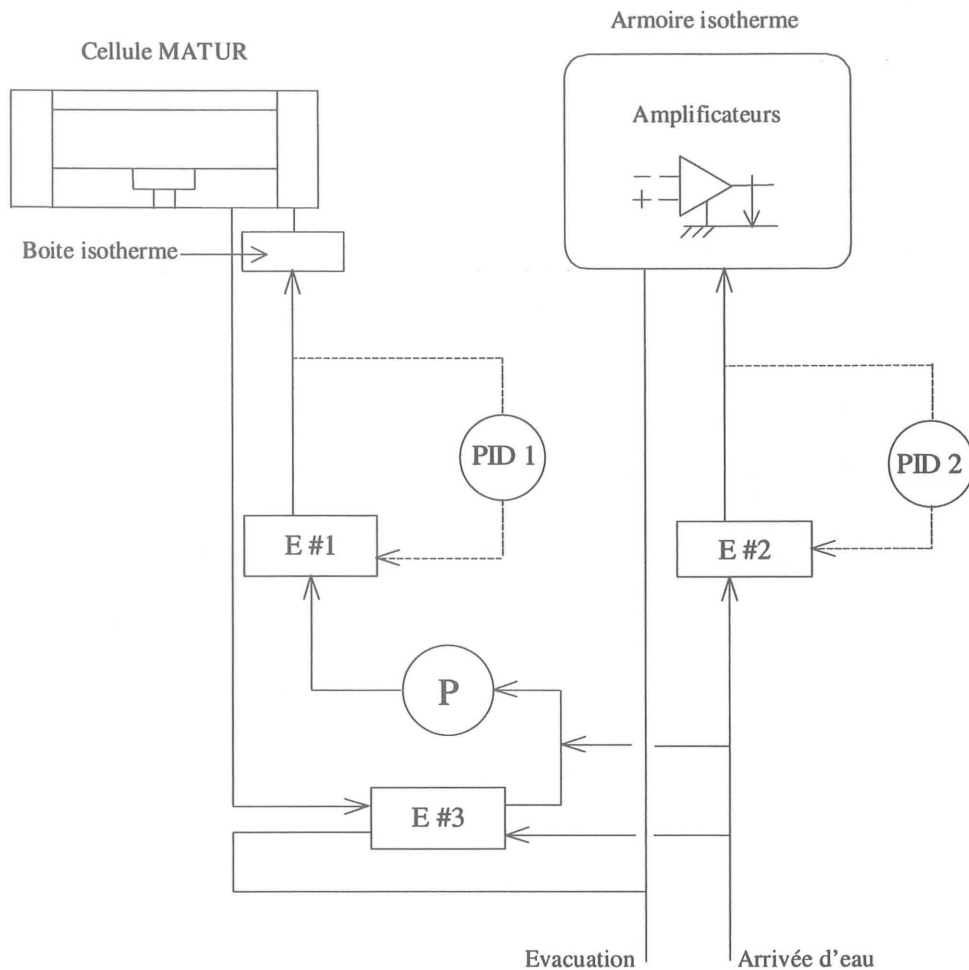 Armoire isotherme
Cellule MATUR
Amplificateurs
−
+
Boite isotherme
PID 1
PID 2
E #1
E #2
P
E #3
Evacuation
Arrivée d'eau